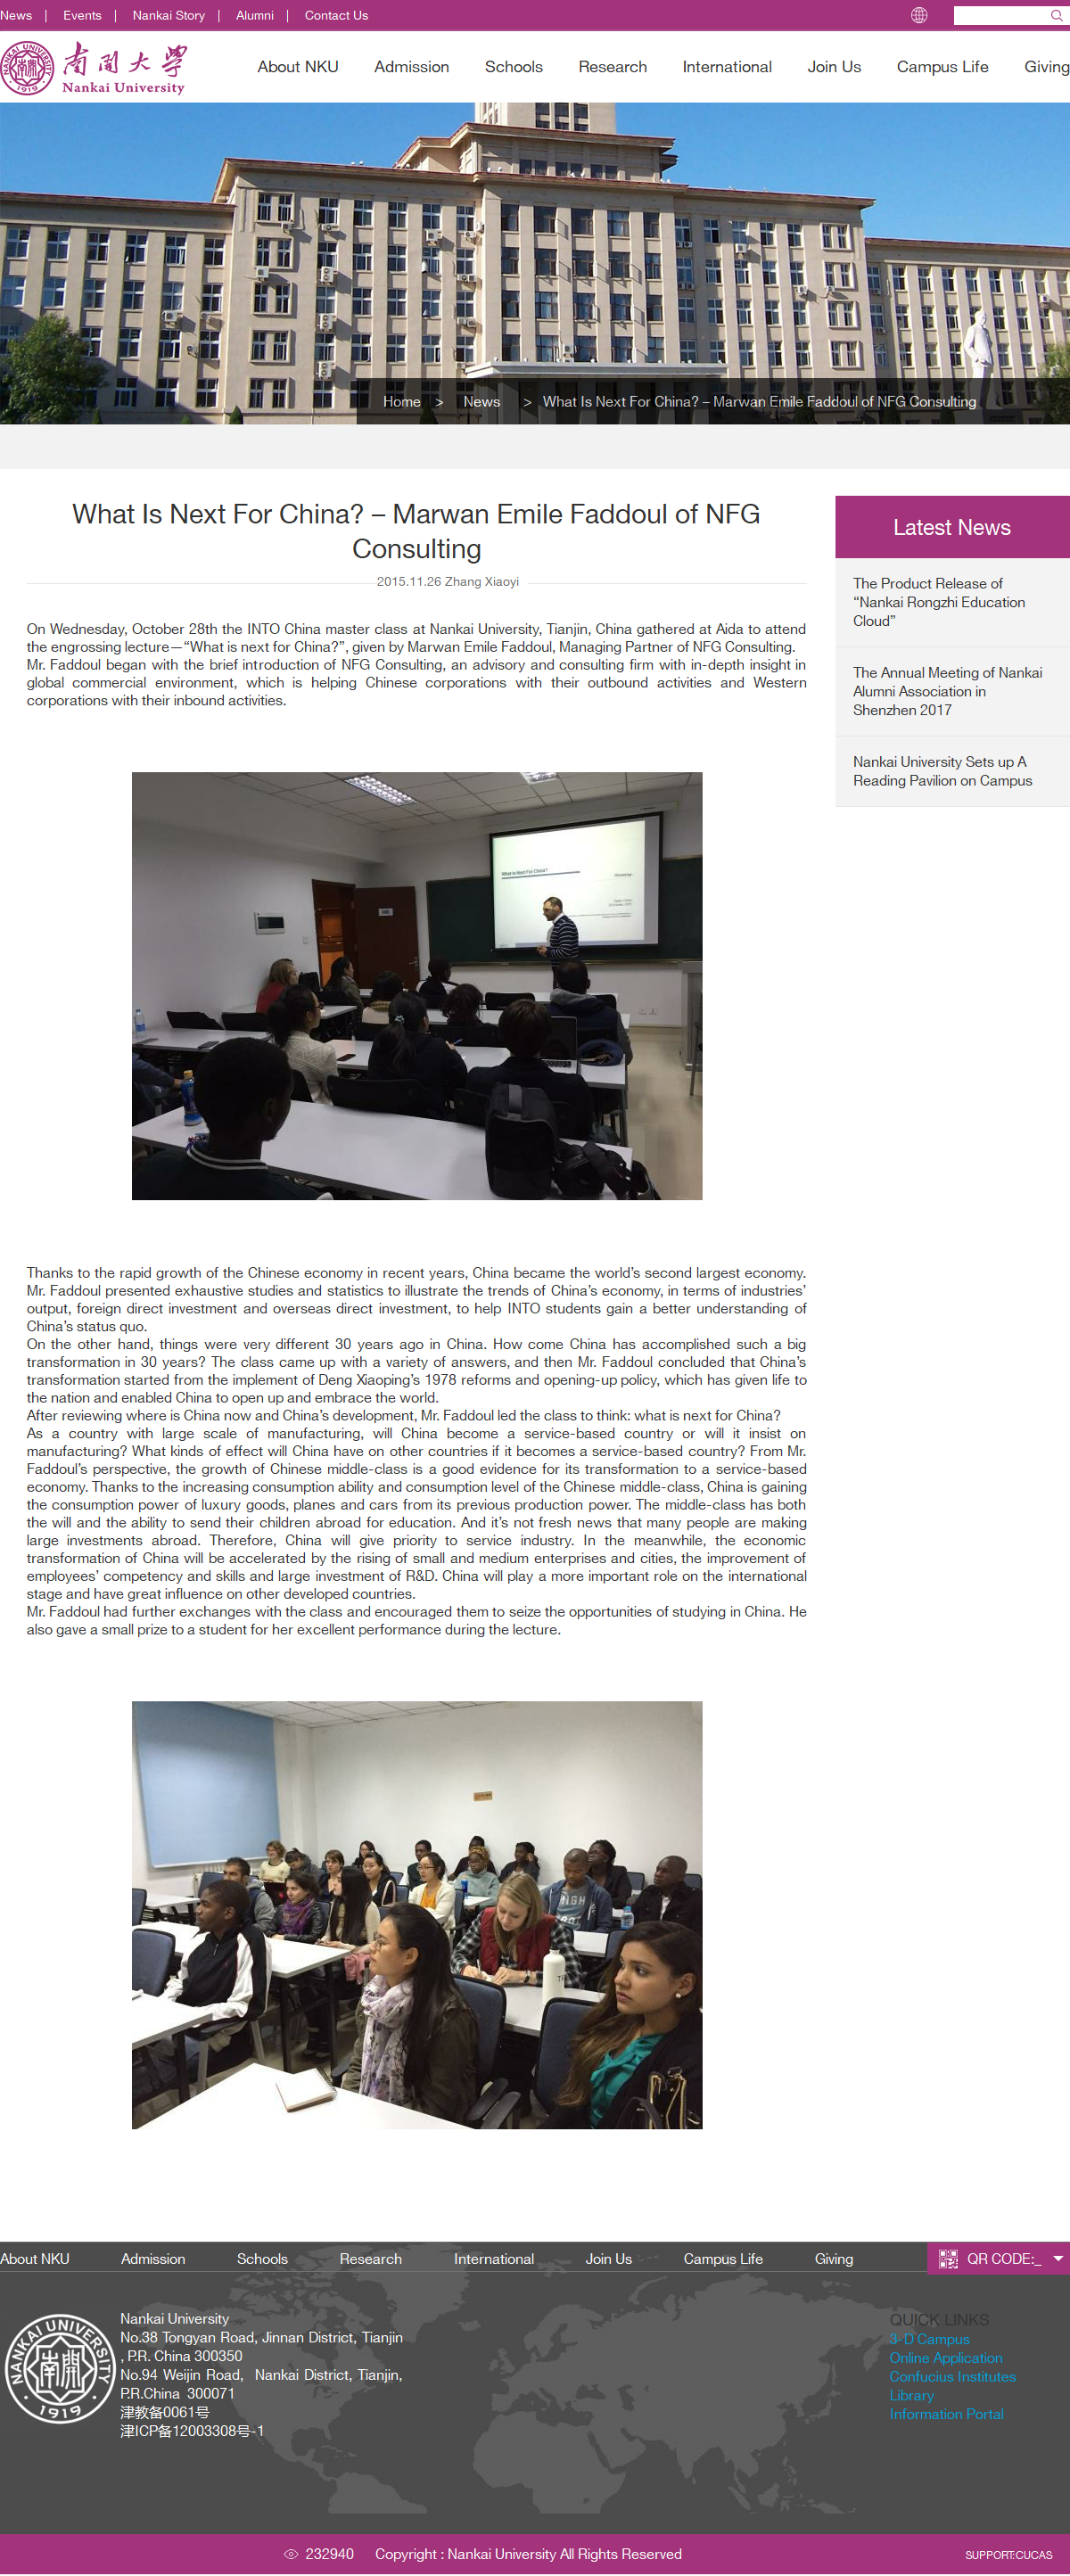 News | Events | Nankai Story | Alumni | Contact Us
NANKAI UNIVERSITY
1919
南開大學
Nankai University
About NKU Admission Schools Research International Join Us Campus Life Giving
Home > News > What Is Next For China? – Marwan Emile Faddoul of NFG Consulting
What Is Next For China? – Marwan Emile Faddoul of NFG
Consulting
2015.11.26 Zhang Xiaoyi
On Wednesday, October 28th the INTO China master class at Nankai University, Tianjin, China gathered at Aida to attend
the engrossing lecture—“What is next for China?”, given by Marwan Emile Faddoul, Managing Partner of NFG Consulting.
Mr. Faddoul began with the brief introduction of NFG Consulting, an advisory and consulting firm with in-depth insight in
global commercial environment, which is helping Chinese corporations with their outbound activities and Western
corporations with their inbound activities.
What Is Next For China?
Thanks to the rapid growth of the Chinese economy in recent years, China became the world’s second largest economy.
Mr. Faddoul presented exhaustive studies and statistics to illustrate the trends of China’s economy, in terms of industries’
output, foreign direct investment and overseas direct investment, to help INTO students gain a better understanding of
China’s status quo.
On the other hand, things were very different 30 years ago in China. How come China has accomplished such a big
transformation in 30 years? The class came up with a variety of answers, and then Mr. Faddoul concluded that China’s
transformation started from the implement of Deng Xiaoping’s 1978 reforms and opening-up policy, which has given life to
the nation and enabled China to open up and embrace the world.
After reviewing where is China now and China’s development, Mr. Faddoul led the class to think: what is next for China?
As a country with large scale of manufacturing, will China become a service-based country or will it insist on
manufacturing? What kinds of effect will China have on other countries if it becomes a service-based country? From Mr.
Faddoul’s perspective, the growth of Chinese middle-class is a good evidence for its transformation to a service-based
economy. Thanks to the increasing consumption ability and consumption level of the Chinese middle-class, China is gaining
the consumption power of luxury goods, planes and cars from its previous production power. The middle-class has both
the will and the ability to send their children abroad for education. And it’s not fresh news that many people are making
large investments abroad. Therefore, China will give priority to service industry. In the meanwhile, the economic
transformation of China will be accelerated by the rising of small and medium enterprises and cities, the improvement of
employees’ competency and skills and large investment of R&D. China will play a more important role on the international
stage and have great influence on other developed countries.
Mr. Faddoul had further exchanges with the class and encouraged them to seize the opportunities of studying in China. He
also gave a small prize to a student for her excellent performance during the lecture.
Latest News
The Product Release of
“Nankai Rongzhi Education
Cloud”
The Annual Meeting of Nankai
Alumni Association in
Shenzhen 2017
Nankai University Sets up A
Reading Pavilion on Campus
About NKU Admission Schools Research International Join Us Campus Life Giving
QR CODE:_
NANKAI UNIVERSITY
1919
Nankai University
No.38 Tongyan Road, Jinnan District, Tianjin
, P.R. China 300350
No.94 Weijin Road, Nankai District, Tianjin,
P.R.China 300071
津教备0061号
津ICP备12003308号-1
QUICK LINKS
3-D Campus
Online Application
Confucius Institutes
Library
Information Portal
232940 Copyright : Nankai University All Rights Reserved
SUPPORT:CUCAS